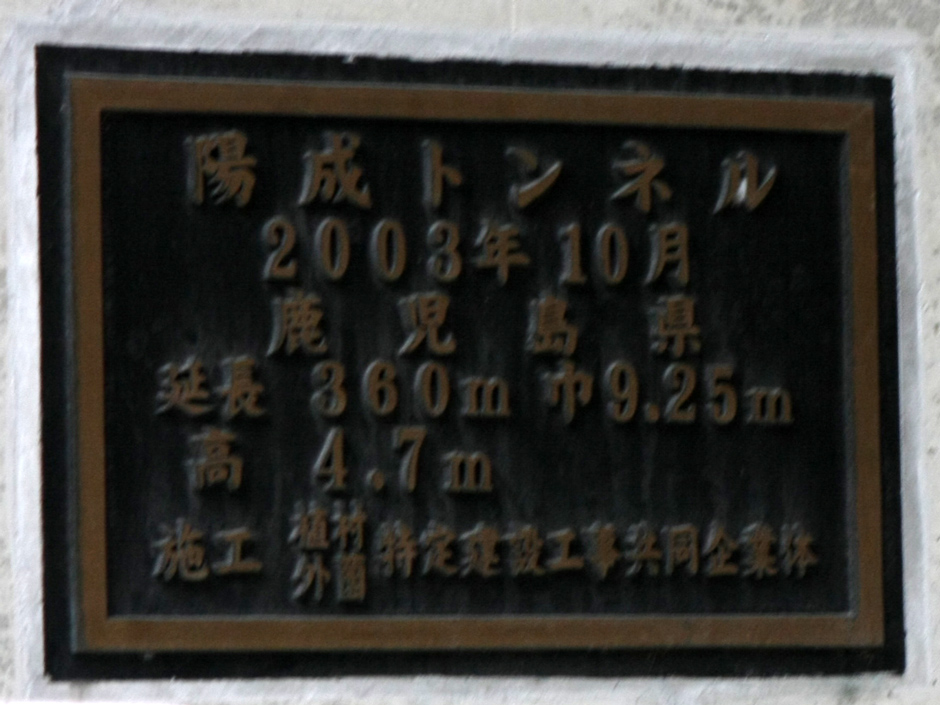 陽成トンネル
2003年10月
鹿児島県
延長 360m 巾9.25m
高 4.7m
施工 植村 外薗 特定建設工事共同企業体